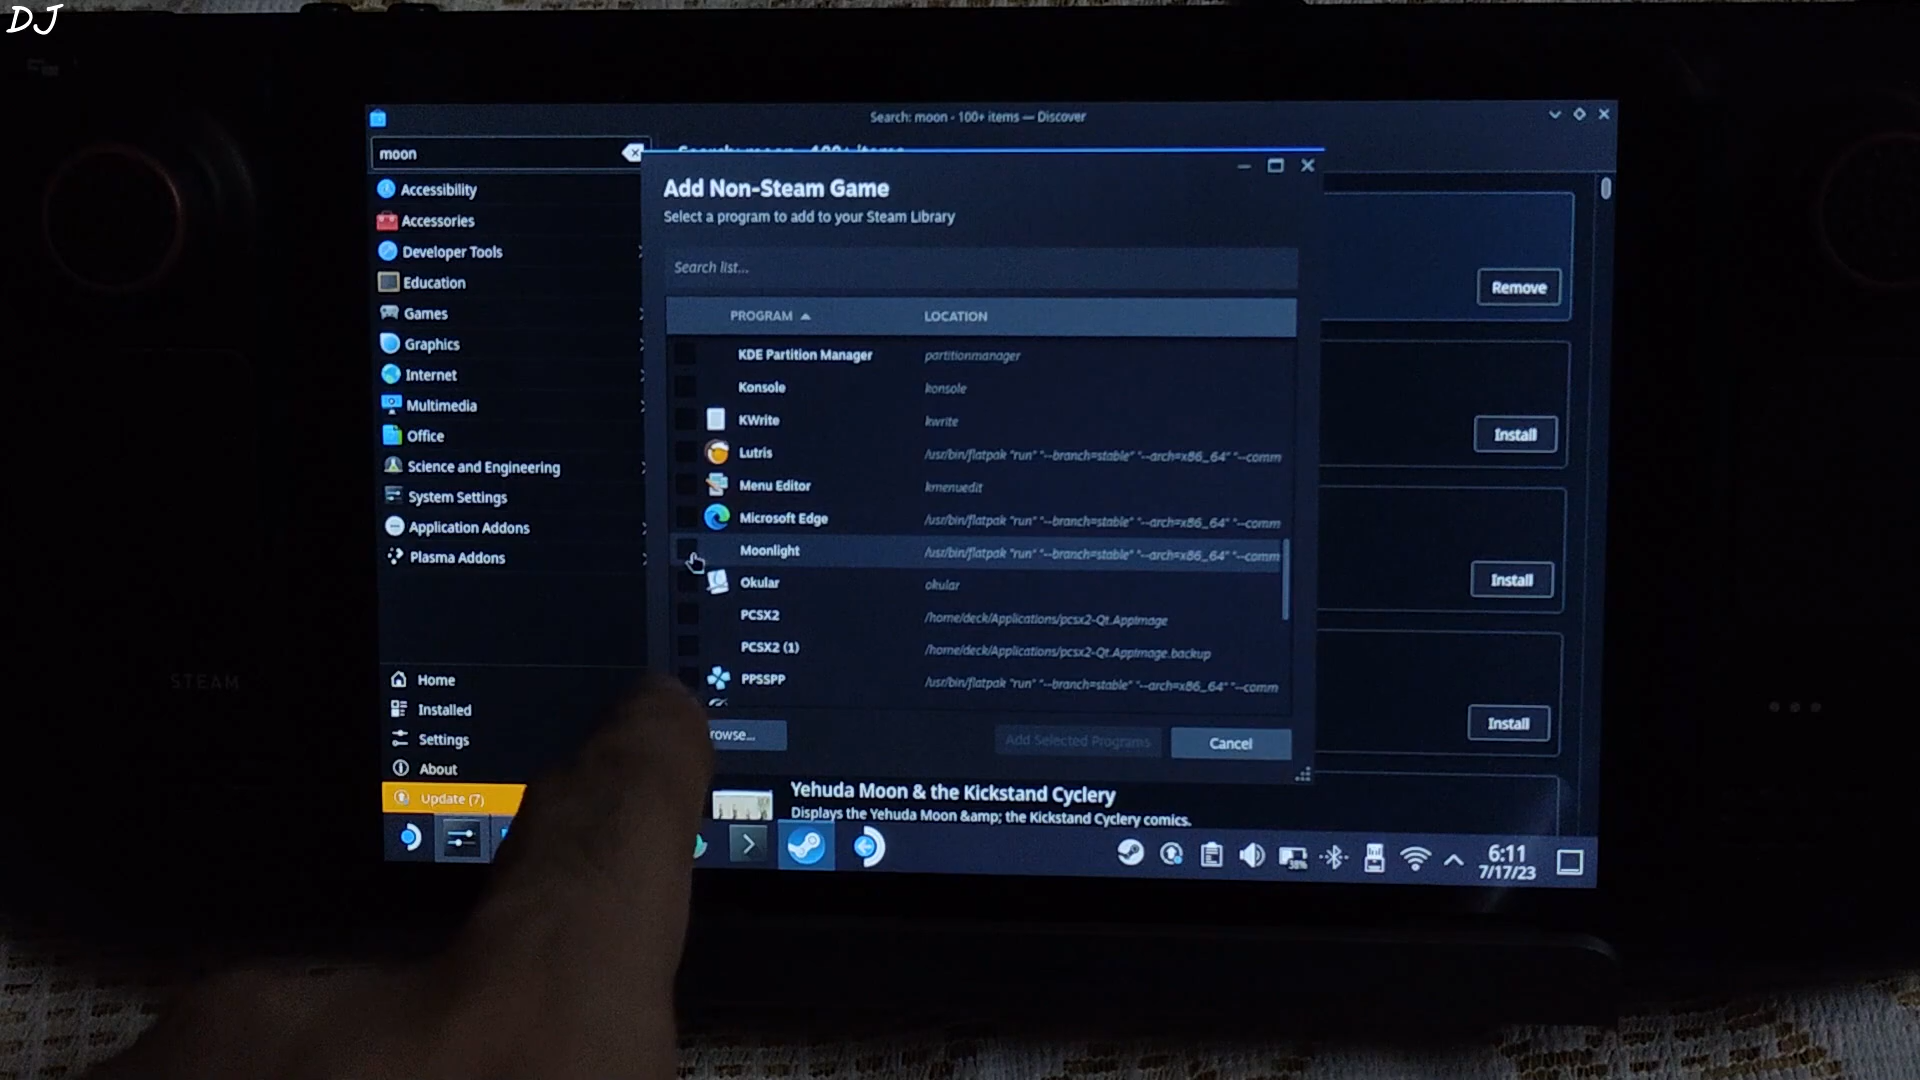 DJ
Search: moon - 100+ items — Discover
moon
Accessibility
Accessories
Developer Tools
Education
Games
Graphics
Internet
Multimedia
Office
Science and Engineering
System Settings
Application Addons
Plasma Addons
Home
Installed
Settings
About
Update (7)
Search: moon - 100+ items
Add Non-Steam Game
Select a program to add to your Steam Library
Search list...
PROGRAM LOCATION
KDE Partition Manager partitionmanager
Konsole konsole
KWrite kwrite
Lutris /usr/bin/flatpak "run" "--branch=stable" "--arch=x86_64" "--comm
Menu Editor kmenuedit
Microsoft Edge /usr/bin/flatpak "run" "--branch=stable" "--arch=x86_64" "--comm
Moonlight /usr/bin/flatpak "run" "--branch=stable" "--arch=x86_64" "--comm
Okular okular
PCSX2 /home/deck/Applications/pcsx2-Qt.AppImage
PCSX2 (1) /home/deck/Applications/pcsx2-Qt.AppImage.backup
PPSSPP /usr/bin/flatpak "run" "--branch=stable" "--arch=x86_64" "--comm
rowse...
Add Selected Programs
Cancel
Remove
Install
Install
Install
Yehuda Moon & the Kickstand Cyclery
Displays the Yehuda Moon &amp; the Kickstand Cyclery comics.
38%
6:11
7/17/23
STEAM